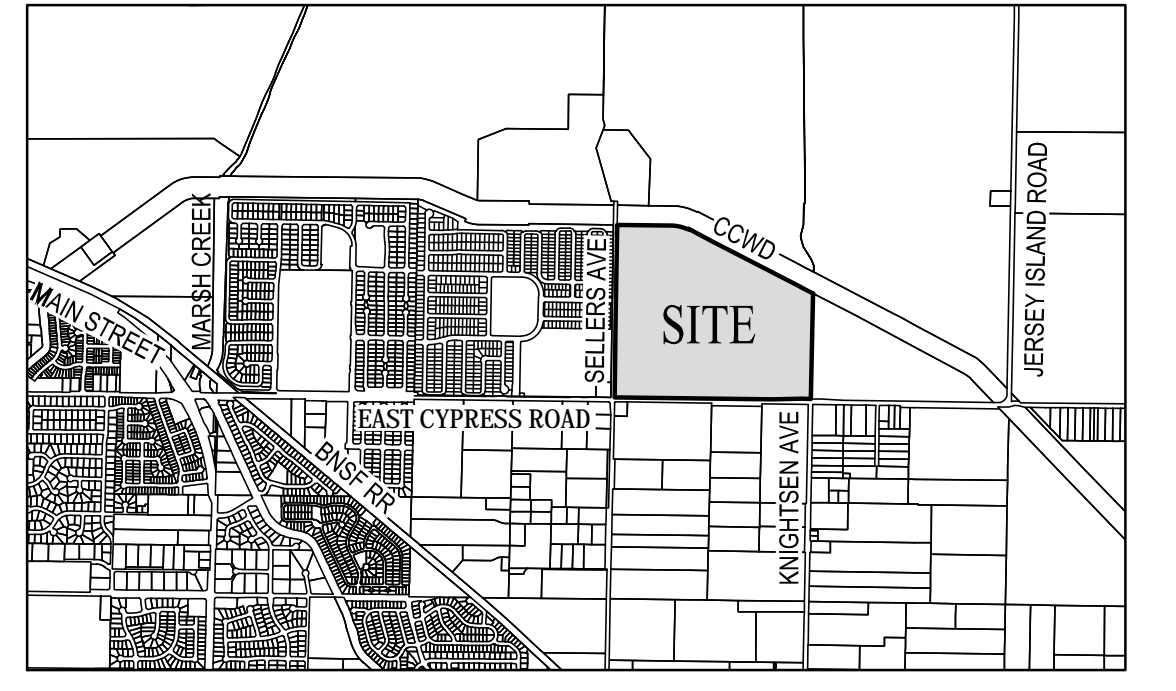 CCWD
JERSEY ISLAND ROAD
MARSH CREEK
SELLERS AVE
SITE
MAIN STREET
EAST CYPRESS ROAD
BNSF RR
KNIGHTSEN AVE